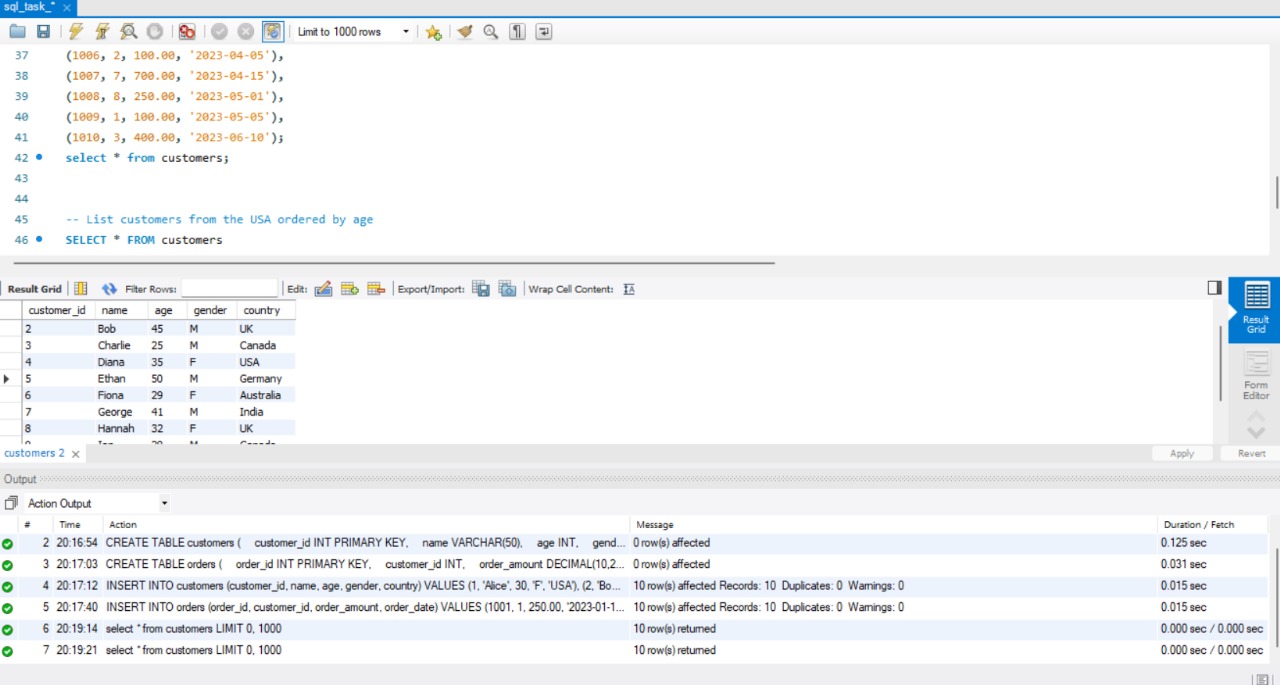 sql_task_*
Limit to 1000 rows
37 (1006, 2, 100.00, '2023-04-05'),
38 (1007, 7, 700.00, '2023-04-15'),
39 (1008, 8, 250.00, '2023-05-01'),
40 (1009, 1, 100.00, '2023-05-05'),
41 (1010, 3, 400.00, '2023-06-10');
42 select * from customers;
43
44
45 -- List customers from the USA ordered by age
46 SELECT * FROM customers
Result Grid Filter Rows: Edit: Export/Import: Wrap Cell Content:
customer_id name age gender country
2 Bob 45 M UK
3 Charlie 25 M Canada
4 Diana 35 F USA
5 Ethan 50 M Germany
6 Fiona 29 F Australia
7 George 41 M India
8 Hannah 32 F UK
Result
Grid
Form
Editor
customers 2
Apply Revert
Output
Action Output
# Time Action Message Duration / Fetch
2 20:16:54 CREATE TABLE customers ( customer_id INT PRIMARY KEY, name VARCHAR(50), age INT, gend... 0 row(s) affected 0.125 sec
3 20:17:03 CREATE TABLE orders ( order_id INT PRIMARY KEY, customer_id INT, order_amount DECIMAL(10,2... 0 row(s) affected 0.031 sec
4 20:17:12 INSERT INTO customers (customer_id, name, age, gender, country) VALUES (1, 'Alice', 30, 'F', 'USA'), (2, 'Bo... 10 row(s) affected Records: 10 Duplicates: 0 Warnings: 0 0.015 sec
5 20:17:40 INSERT INTO orders (order_id, customer_id, order_amount, order_date) VALUES (1001, 1, 250.00, '2023-01-1... 10 row(s) affected Records: 10 Duplicates: 0 Warnings: 0 0.015 sec
6 20:19:14 select * from customers LIMIT 0, 1000 10 row(s) returned 0.000 sec / 0.000 sec
7 20:19:21 select * from customers LIMIT 0, 1000 10 row(s) returned 0.000 sec / 0.000 sec